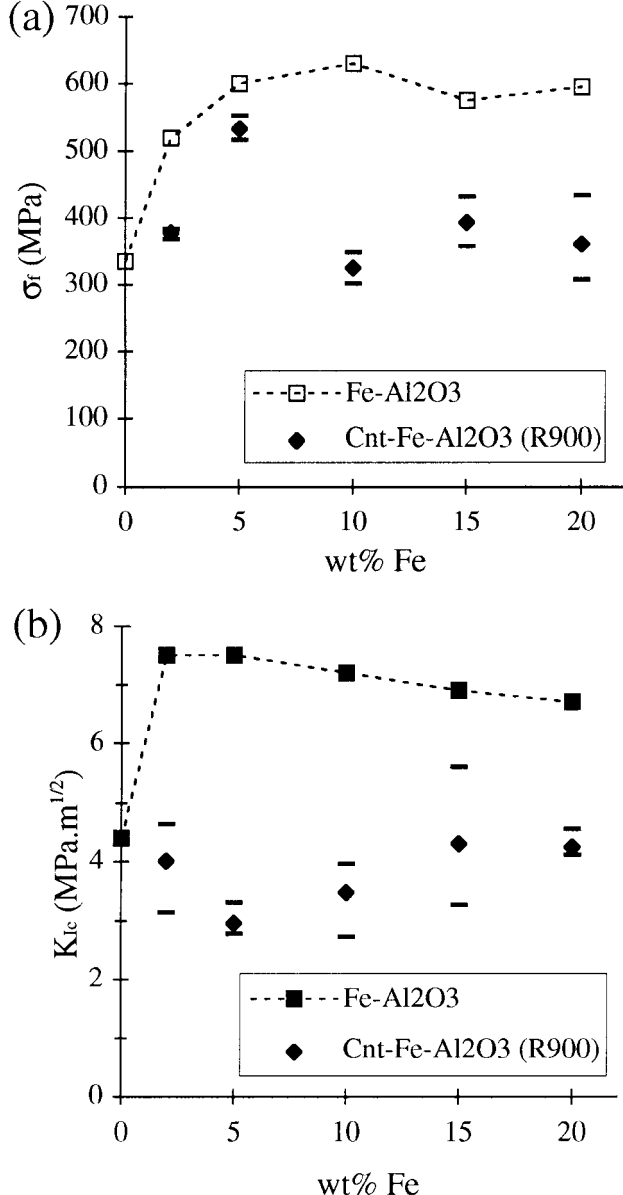 (a)
700
600
500
400
300
200
100
0
σf (MPa)
Fe-Al2O3
Cnt-Fe-Al2O3 (R900)
0 5 10 15 20
wt% Fe
(b)
8
6
4
2
0
KIc (MPa.m1/2)
Fe-Al2O3
Cnt-Fe-Al2O3 (R900)
0 5 10 15 20
wt% Fe